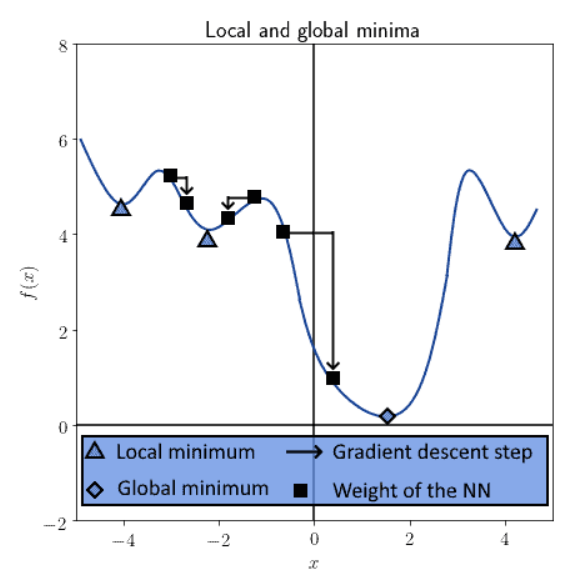 Local and global minima
8
6
4
2
0
−2
f(x)
Local minimum
Gradient descent step
Global minimum
Weight of the NN
−4
−2
0
2
4
x